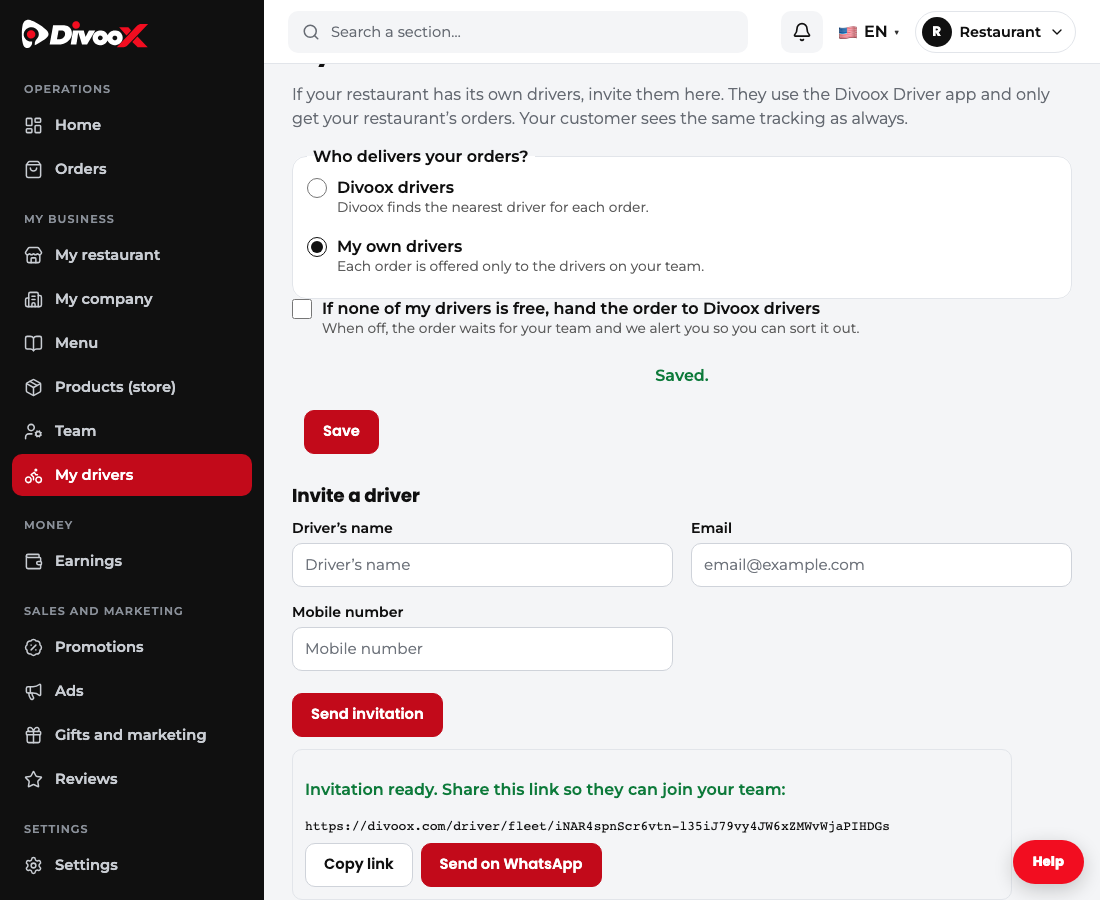 DivooX
Search a section...
EN
R
Restaurant
OPERATIONS
Home
Orders
MY BUSINESS
My restaurant
My company
Menu
Products (store)
Team
My drivers
MONEY
Earnings
SALES AND MARKETING
Promotions
Ads
Gifts and marketing
Reviews
SETTINGS
Settings
If your restaurant has its own drivers, invite them here. They use the Divoox Driver app and only
get your restaurant’s orders. Your customer sees the same tracking as always.
Who delivers your orders?
Divoox drivers
Divoox finds the nearest driver for each order.
My own drivers
Each order is offered only to the drivers on your team.
If none of my drivers is free, hand the order to Divoox drivers
When off, the order waits for your team and we alert you so you can sort it out.
Saved.
Save
Invite a driver
Driver’s name
Email
Driver’s name
email@example.com
Mobile number
Mobile number
Send invitation
Invitation ready. Share this link so they can join your team:
https://divoox.com/driver/fleet/iNAR4spnScr6vtn-l35iJ79vy4JW6xZMWvWjaPIHDGs
Copy link
Send on WhatsApp
Help